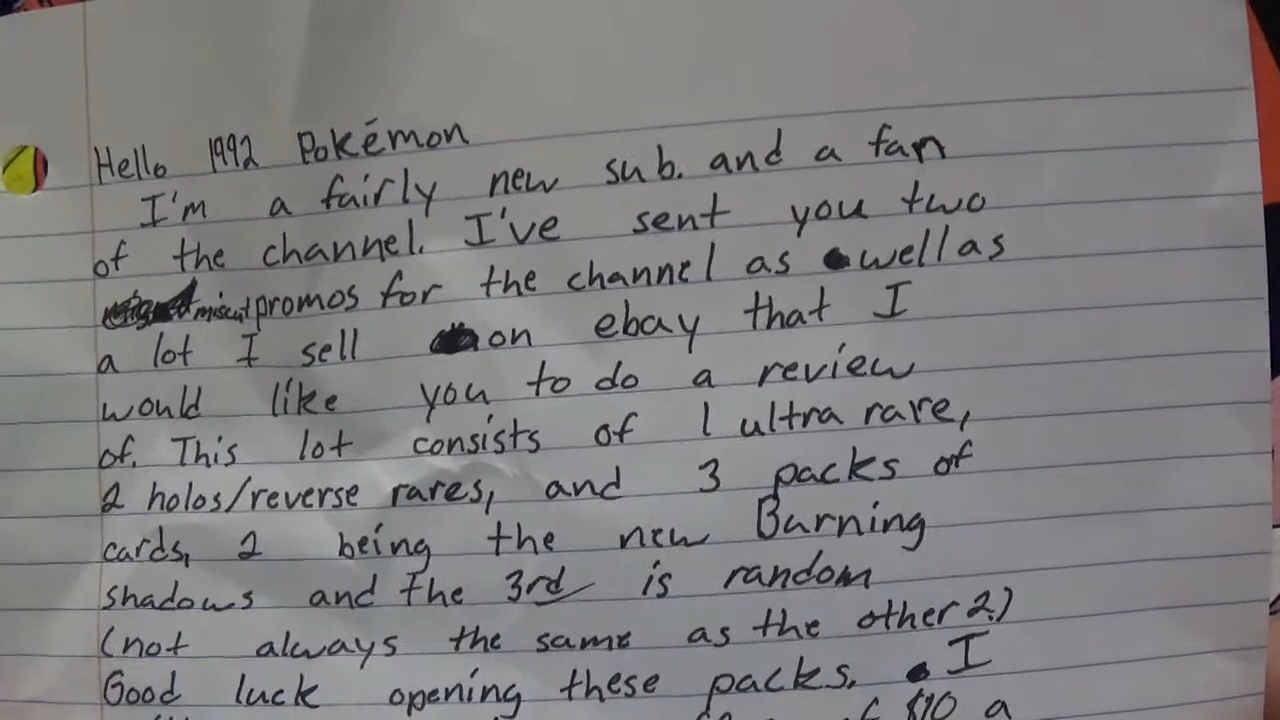 Hello 1992 Pokémon
I'm a fairly new sub. and a fan
of the channel. I've sent you two
miscut promos for the channel as well as
a lot I sell on ebay that I
would like you to do a review
of. This lot consists of 1 ultra rare,
2 holos/reverse rares, and 3 packs of
cards, 2 being the new Burning
shadows and the 3rd is random
(not always the same as the other 2.)
Good luck opening these packs. I
$10 a